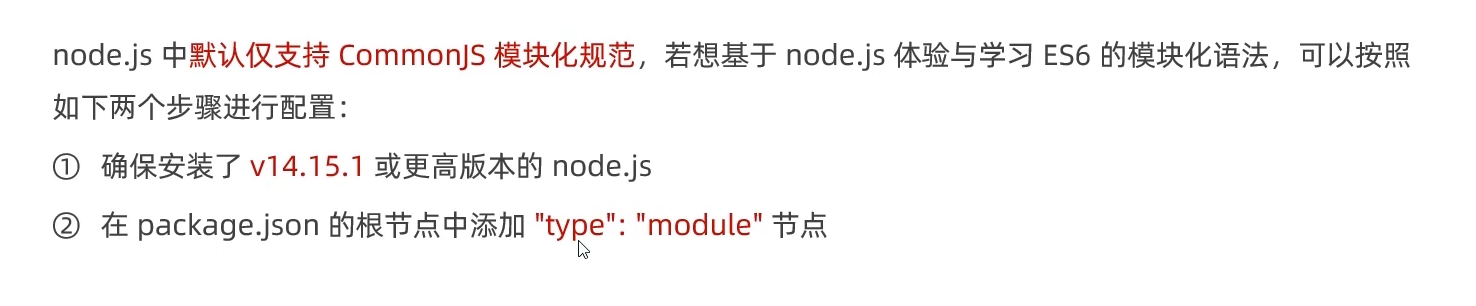 node.js 中默认仅支持 CommonJS 模块化规范，若想基于 node.js 体验与学习 ES6 的模块化语法，可以按照
如下两个步骤进行配置：
① 确保安装了 v14.15.1 或更高版本的 node.js
② 在 package.json 的根节点中添加 "type": "module" 节点